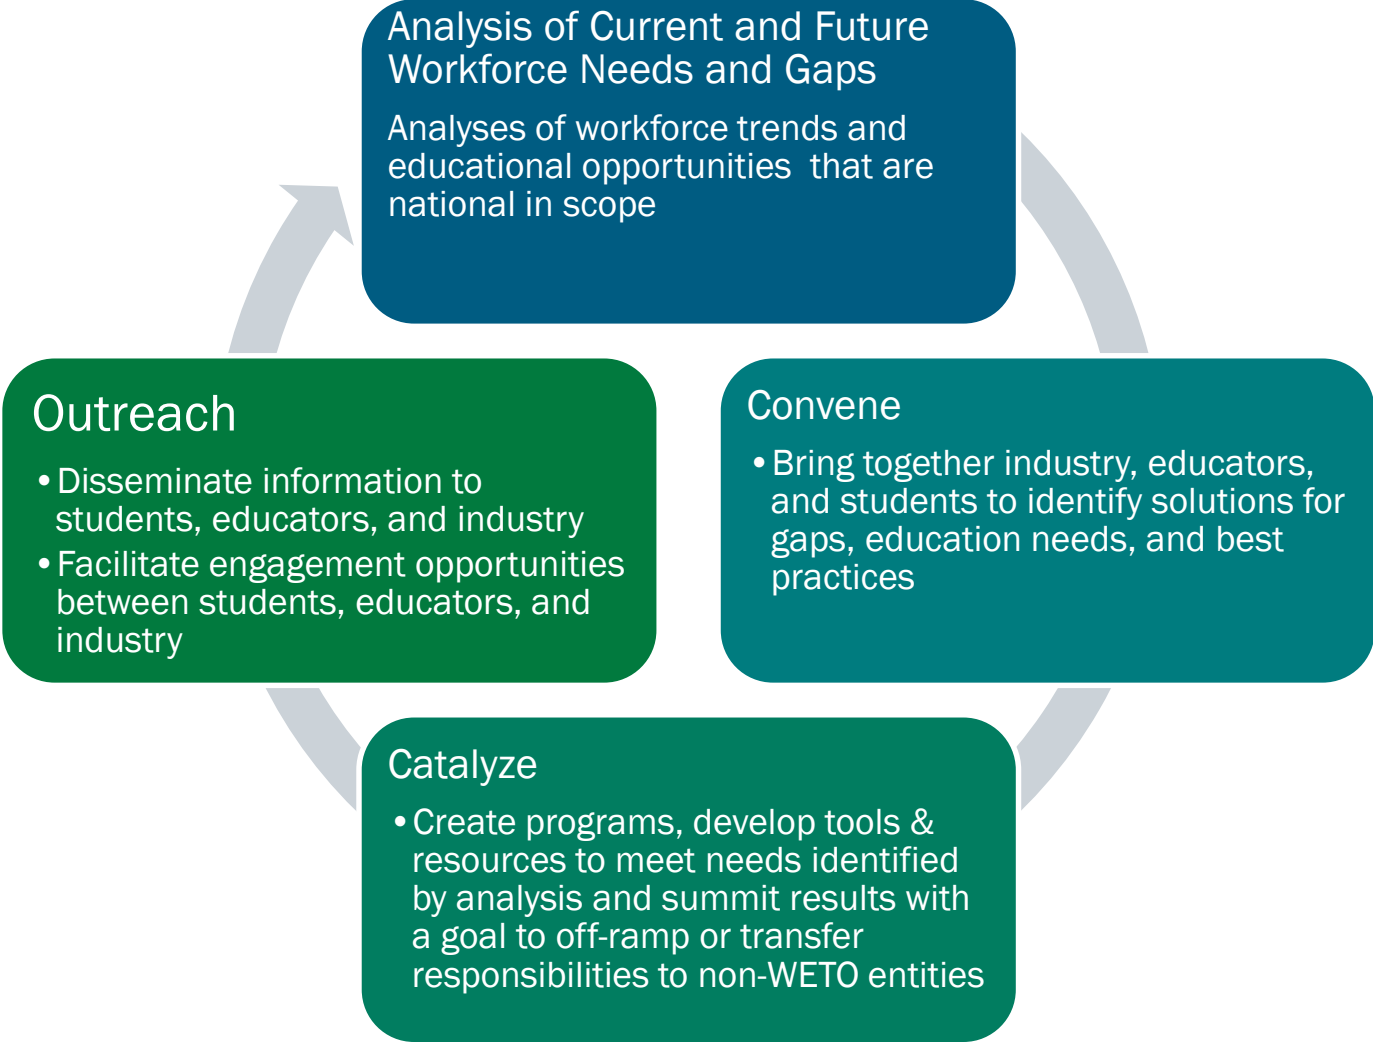 Analysis of Current and Future
Workforce Needs and Gaps
Analyses of workforce trends and
educational opportunities  that are
national in scope
Convene
•Bring together industry, educators,
and students to identify solutions for
gaps, education needs, and best
practices
Catalyze
•Create programs, develop tools &
resources to meet needs identified
by analysis and summit results with
a goal to off-ramp or transfer
responsibilities to non-WETO entities
Outreach
•Disseminate information to
students, educators, and industry
•Facilitate engagement opportunities
between students, educators, and
industry